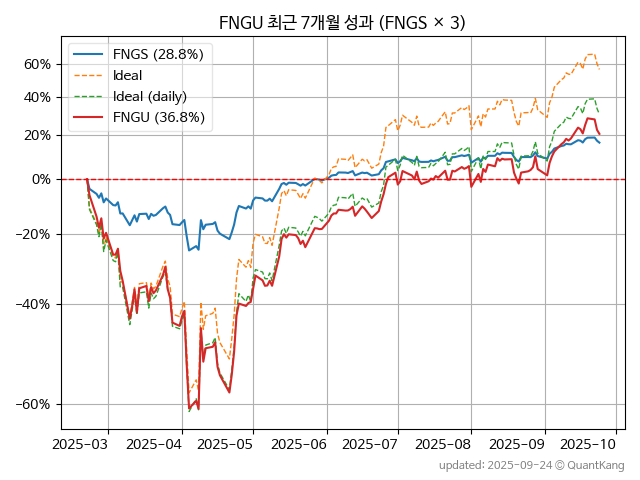 FNGU 최근 7개월 성과 (FNGS × 3)
FNGS (28.8%)
Ideal
Ideal (daily)
FNGU (36.8%)
60%
40%
20%
0%
−20%
−40%
−60%
2025-03 2025-04 2025-05 2025-06 2025-07 2025-08 2025-09 2025-10
updated: 2025-09-24 © QuantKang